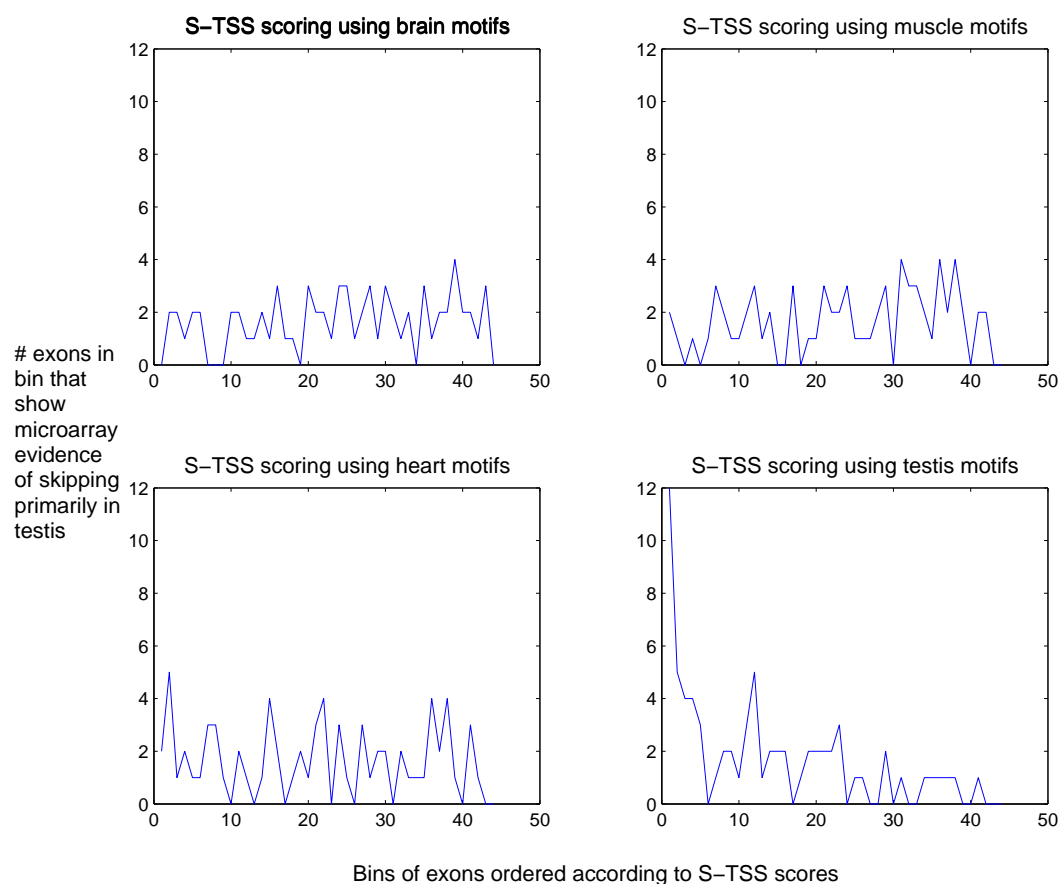 S−TSS scoring using brain motifs
12
10
8
6
4
2
0
0 10 20 30 40 50
S−TSS scoring using muscle motifs
12
10
8
6
4
2
0
0 10 20 30 40 50
# exons in
bin that
show
microarray
evidence
of skipping
primarily in
testis
S−TSS scoring using heart motifs
12
10
8
6
4
2
0
0 10 20 30 40 50
S−TSS scoring using testis motifs
12
10
8
6
4
2
0
0 10 20 30 40 50
Bins of exons ordered according to S−TSS scores